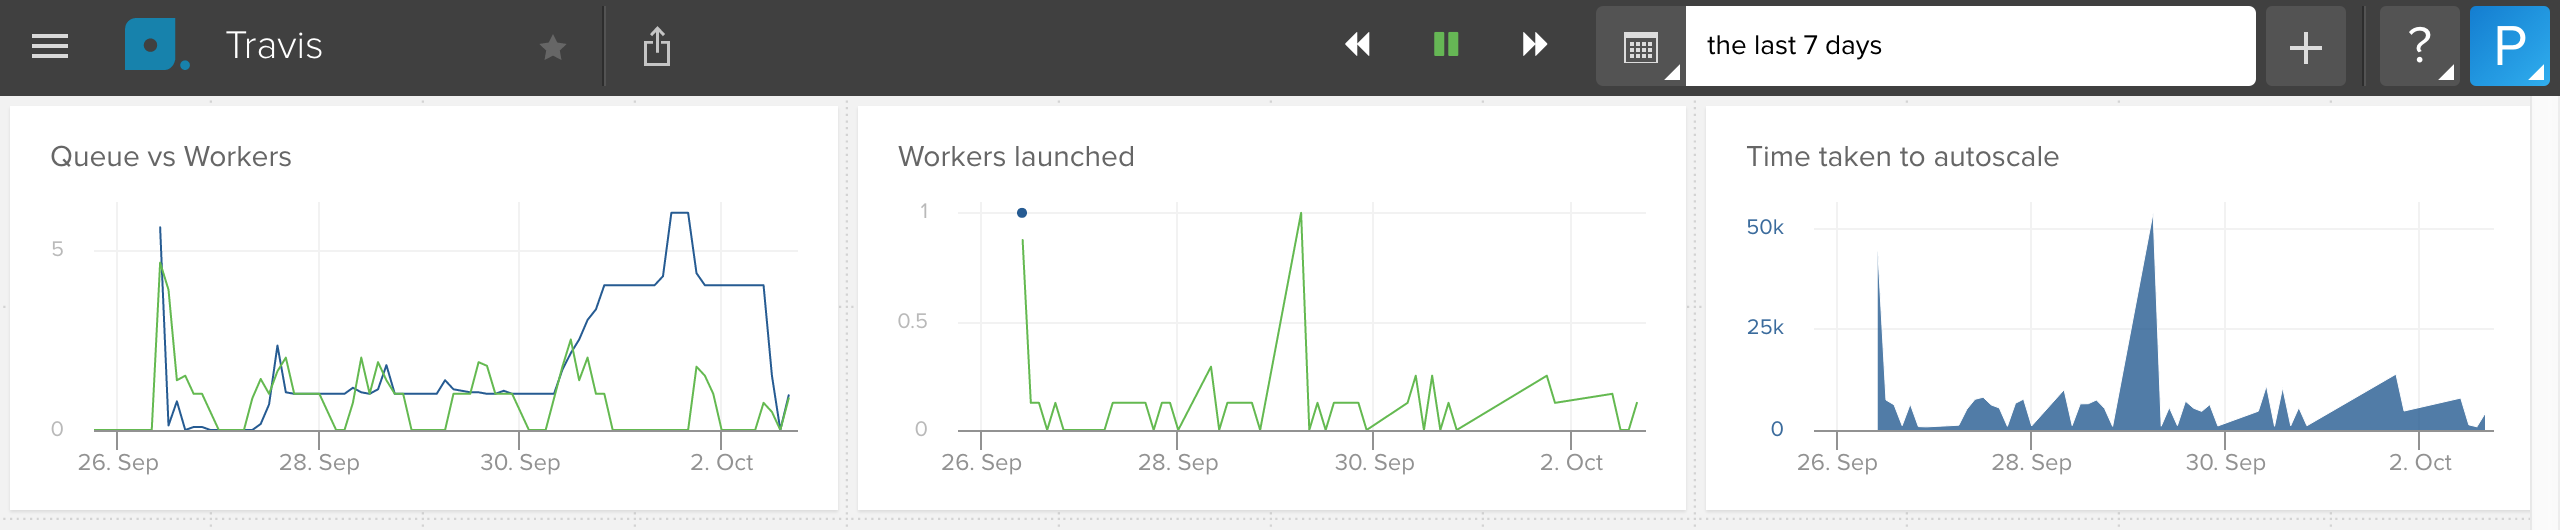 Travis
the last 7 days
+
?
P
Queue vs Workers
5
0
26. Sep 28. Sep 30. Sep 2. Oct
Workers launched
1
0.5
0
26. Sep 28. Sep 30. Sep 2. Oct
Time taken to autoscale
50k
25k
0
26. Sep 28. Sep 30. Sep 2. Oct